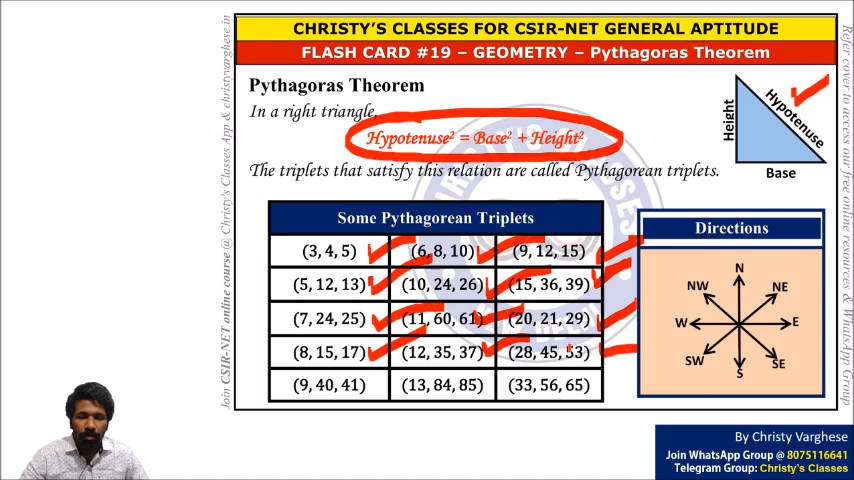 CHRISTY'S CLASSES FOR CSIR-NET GENERAL APTITUDE
FLASH CARD #19 – GEOMETRY – Pythagoras Theorem
Pythagoras Theorem
In a right triangle,
Hypotenuse² = Base² + Height²
The triplets that satisfy this relation are called Pythagorean triplets.
Height
Hypotenuse
Base
Some Pythagorean Triplets
(3, 4, 5) (6, 8, 10) (9, 12, 15)
(5, 12, 13) (10, 24, 26) (15, 36, 39)
(7, 24, 25) (11, 60, 61) (20, 21, 29)
(8, 15, 17) (12, 35, 37) (28, 45, 53)
(9, 40, 41) (13, 84, 85) (33, 56, 65)
Directions
N
NW NE
W E
SW SE
S
Join CSIR-NET online course @ Christy's Classes App & christyvarghese.in
Refer cover to access our free online resources & WhatsApp Group
By Christy Varghese
Join WhatsApp Group @ 8075116641
Telegram Group: Christy's Classes